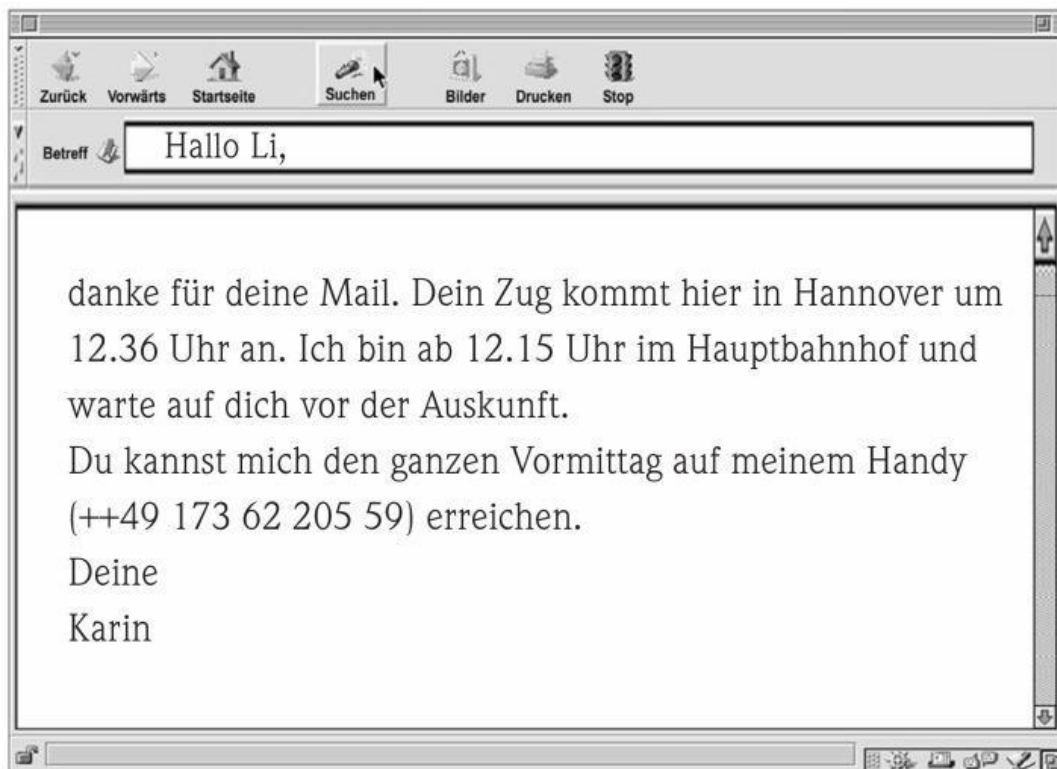 Zurück Vorwärts Startseite Suchen Bilder Drucken Stop
Betreff Hallo Li,
danke für deine Mail. Dein Zug kommt hier in Hannover um
12.36 Uhr an. Ich bin ab 12.15 Uhr im Hauptbahnhof und
warte auf dich vor der Auskunft.
Du kannst mich den ganzen Vormittag auf meinem Handy
(++49 173 62 205 59) erreichen.
Deine
Karin